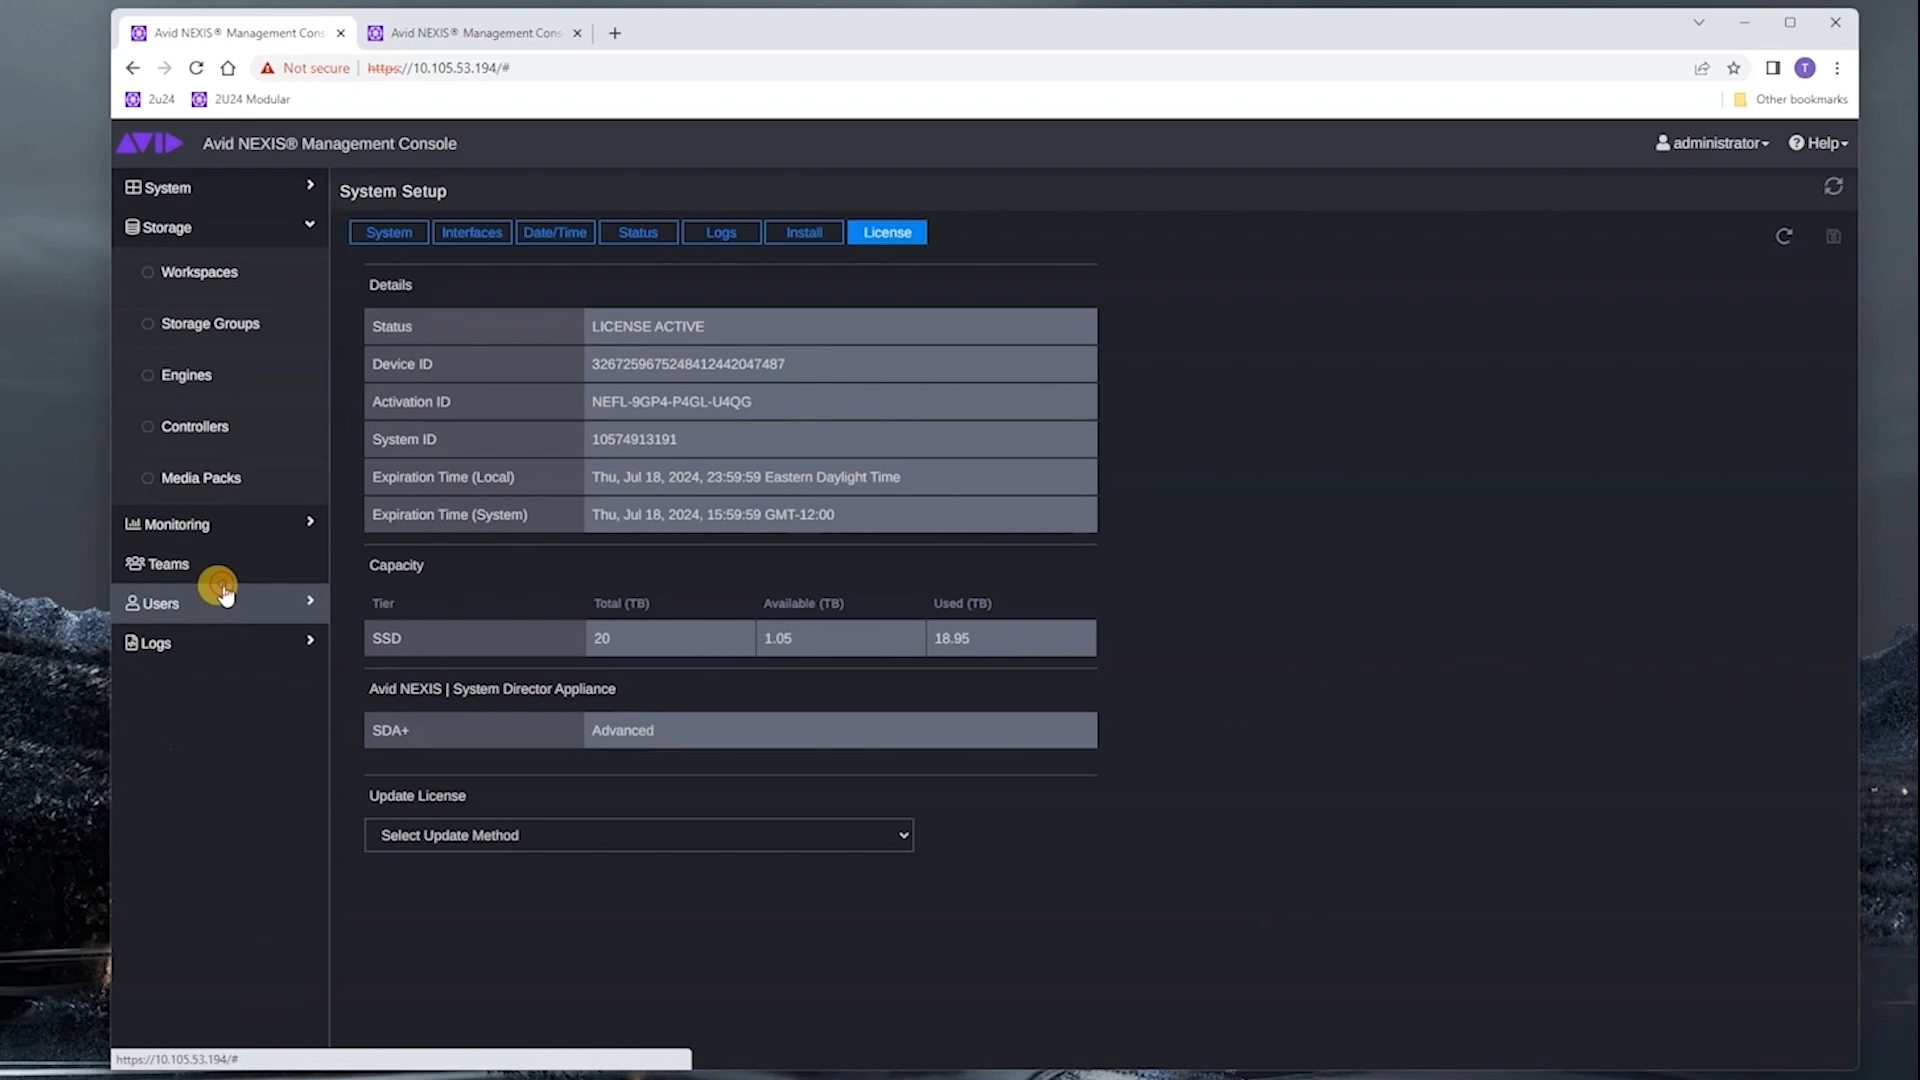 Avid NEXIS® Management Cons
Avid NEXIS® Management Cons
Not secure
https://10.105.53.194/#
T
2u24
2U24 Modular
Other bookmarks
AVID
Avid NEXIS® Management Console
administrator
Help
System
Storage
Workspaces
Storage Groups
Engines
Controllers
Media Packs
Monitoring
Teams
Users
Logs
System Setup
System Interfaces Date/Time Status Logs Install License
Details
Status LICENSE ACTIVE
Device ID 3267259675248412442047487
Activation ID NEFL-9GP4-P4GL-U4QG
System ID 10574913191
Expiration Time (Local) Thu, Jul 18, 2024, 23:59:59 Eastern Daylight Time
Expiration Time (System) Thu, Jul 18, 2024, 15:59:59 GMT-12:00
Capacity
Tier Total (TB) Available (TB) Used (TB)
SSD 20 1.05 18.95
Avid NEXIS | System Director Appliance
SDA+ Advanced
Update License
Select Update Method
https://10.105.53.194/#